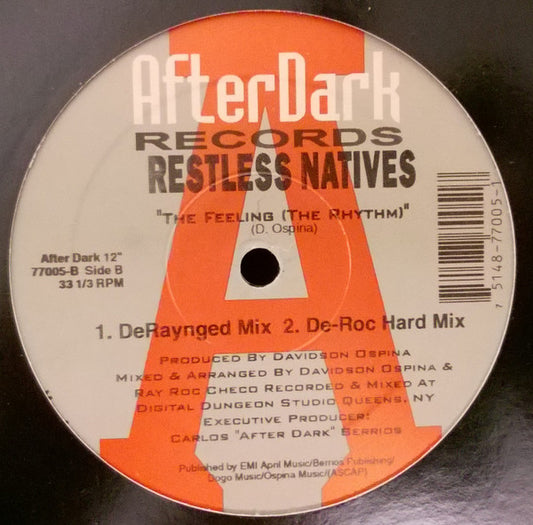 AfterDark
RECORDS
RESTLESS NATIVES
"THE FEELING (THE RHYTHM)"
(D. Ospina)
After Dark 12"
77005-B Side B
33 1/3 RPM
7 5148-77005-1
1. DeRaynged Mix 2. De-Roc Hard Mix
PRODUCED BY DAVIDSON OSPINA
MIXED & ARRANGED BY DAVIDSON OSPINA &
RAY ROC CHECO RECORDED & MIXED AT
DIGITAL DUNGEON STUDIO QUEENS, NY
EXECUTIVE PRODUCER:
CARLOS "AFTER DARK" BERRIOS
Published by EMI April Music/Berrios Publishing/
Dogo Music/Ospina Music/(ASCAP)